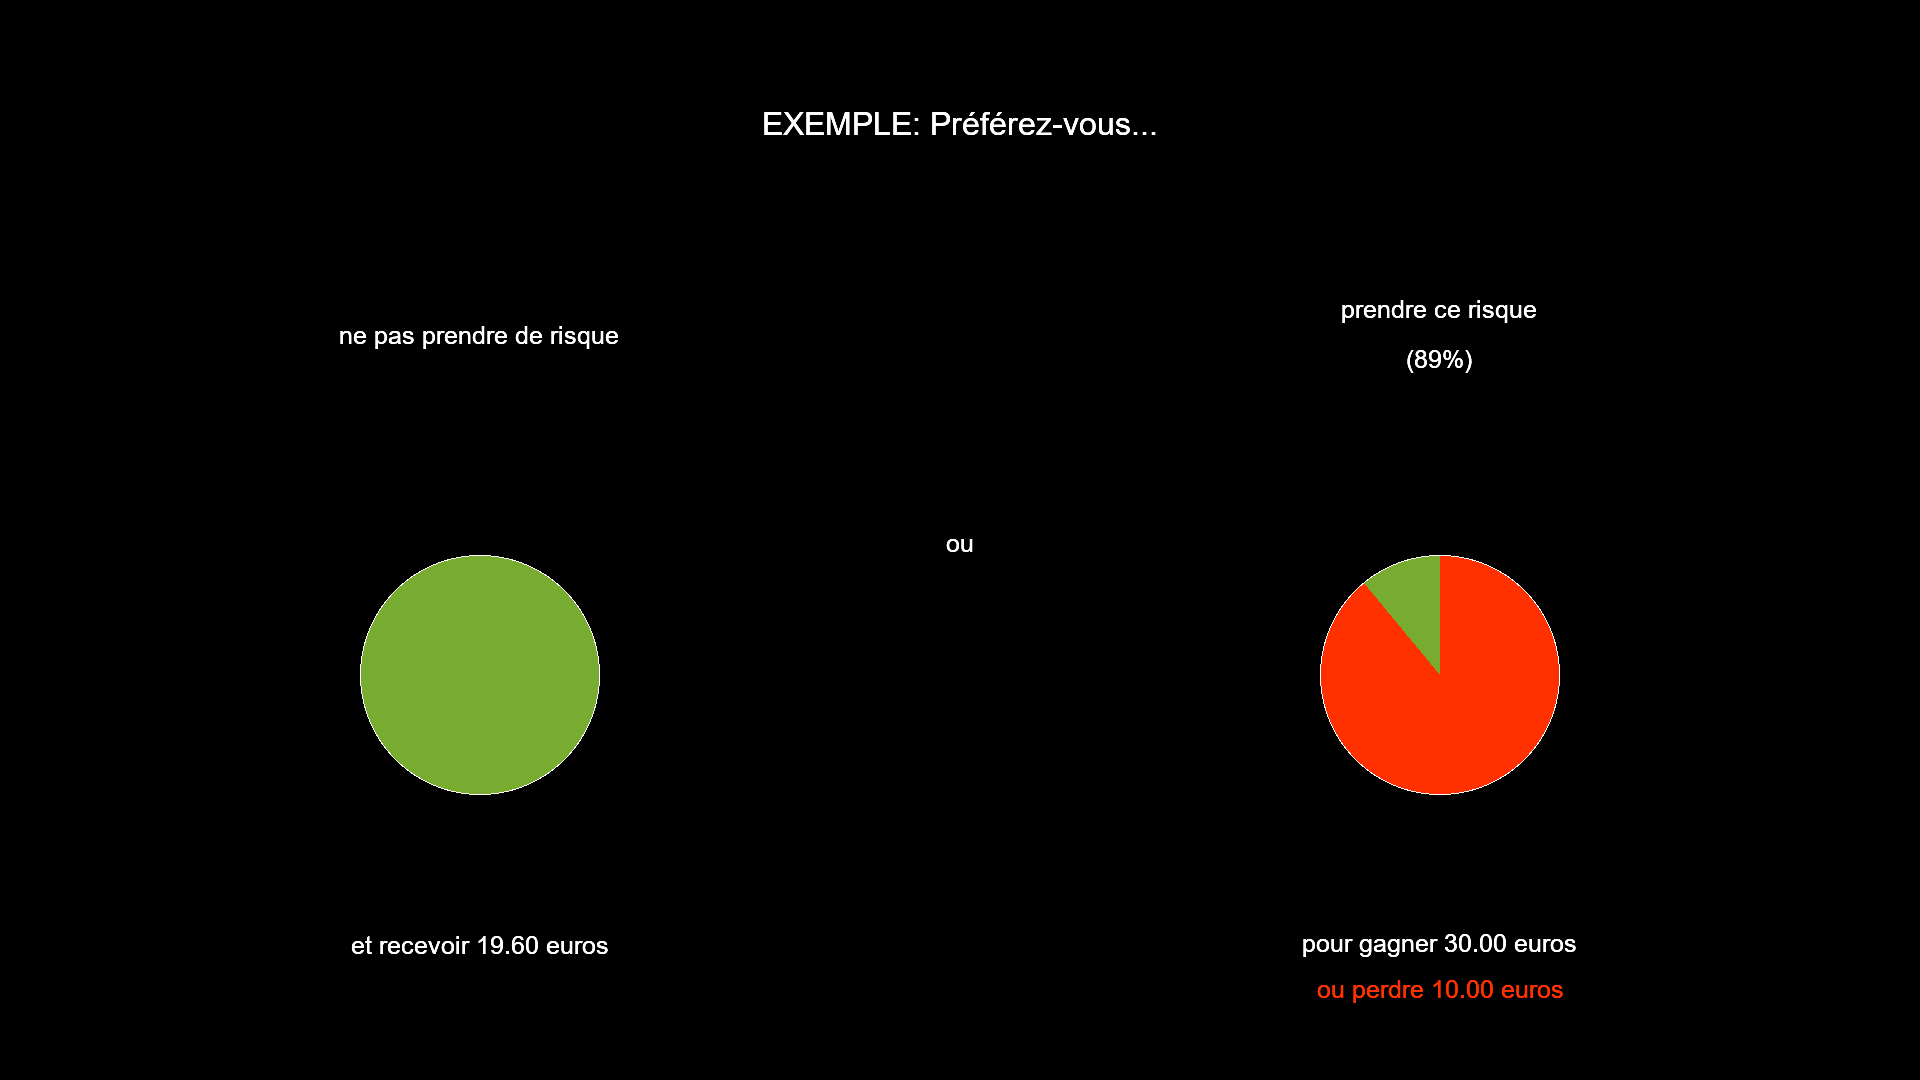 EXEMPLE: Préférez-vous...
ne pas prendre de risque
et recevoir 19.60 euros
ou
prendre ce risque
(89%)
pour gagner 30.00 euros
ou perdre 10.00 euros